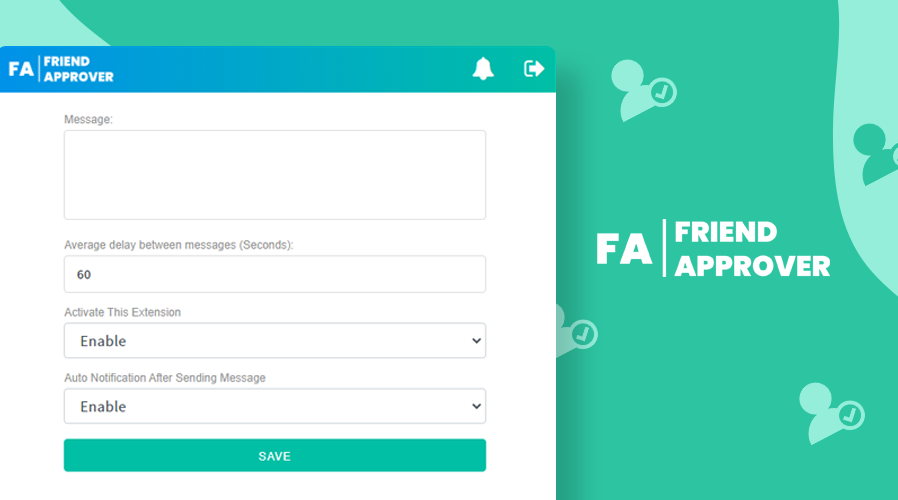 FA FRIEND
APPROVER
Message:
Average delay between messages (Seconds):
60
Activate This Extension
Enable
Auto Notification After Sending Message
Enable
SAVE
FA FRIEND
APPROVER